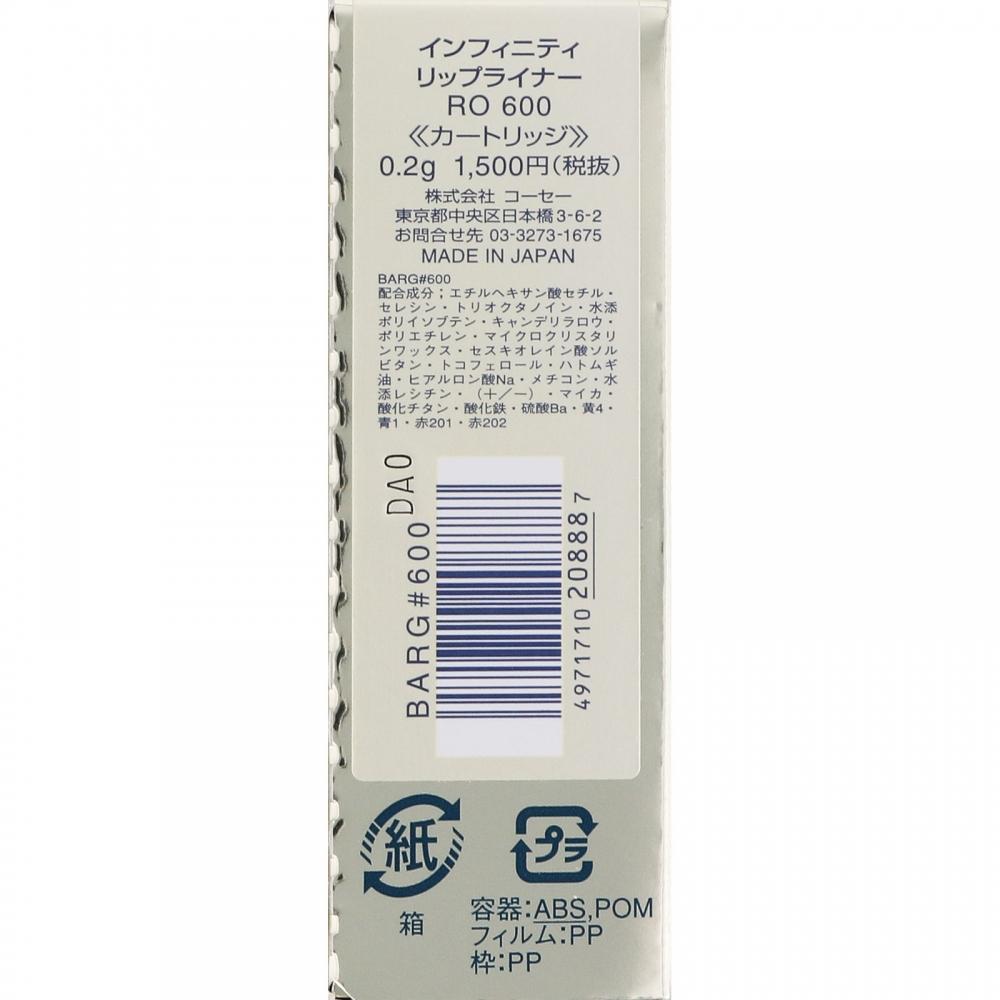 インフィニティ
リップライナー
RO 600
≪カートリッジ≫
0.2g 1,500円(税抜)
株式会社 コーセー
東京都中央区日本橋3-6-2
お問合せ先 03-3273-1675
MADE IN JAPAN
BARG#600
配合成分；エチルヘキサン酸セチル・
セレシン・トリオクタノイン・水添
ポリイソブテン・キャンデリラロウ・
ポリエチレン・マイクロクリスタリ
ンワックス・セスキオレイン酸ソル
ビタン・トコフェロール・ハトムギ
油・ヒアルロン酸Na・メチコン・水
添レシチン・（＋／－）・マイカ・
酸化チタン・酸化鉄・硫酸Ba・黄4・
青1・赤201・赤202
BARG#600
DA0
4971710 208887
紙
箱
プラ
容器:ABS,POM
フィルム:PP
枠:PP